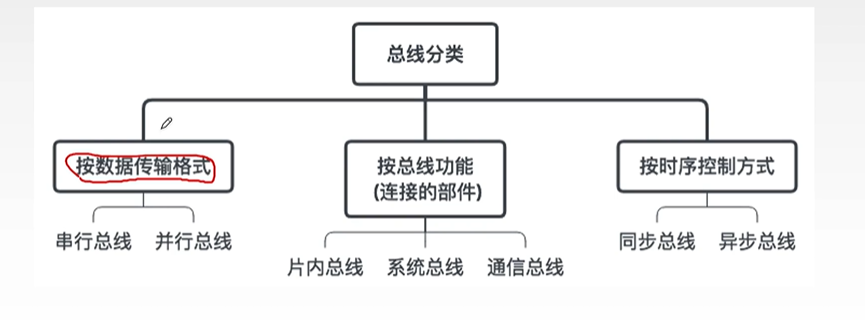 总线分类
按数据传输格式
按总线功能
(连接的部件)
按时序控制方式
串行总线 并行总线
片内总线 系统总线 通信总线
同步总线 异步总线